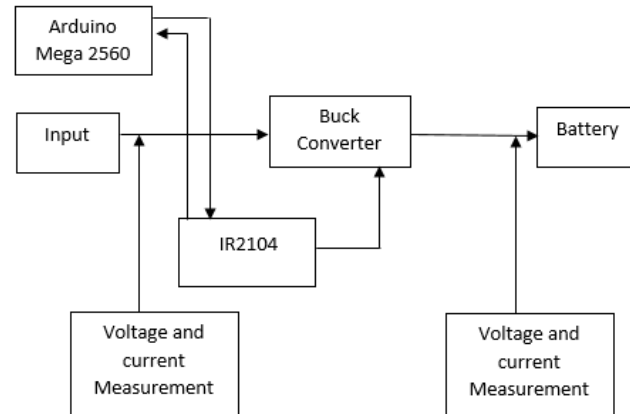 Arduino
Mega 2560
Input
Buck
Converter
Battery
IR2104
Voltage and
current
Measurement
Voltage and
current
Measurement